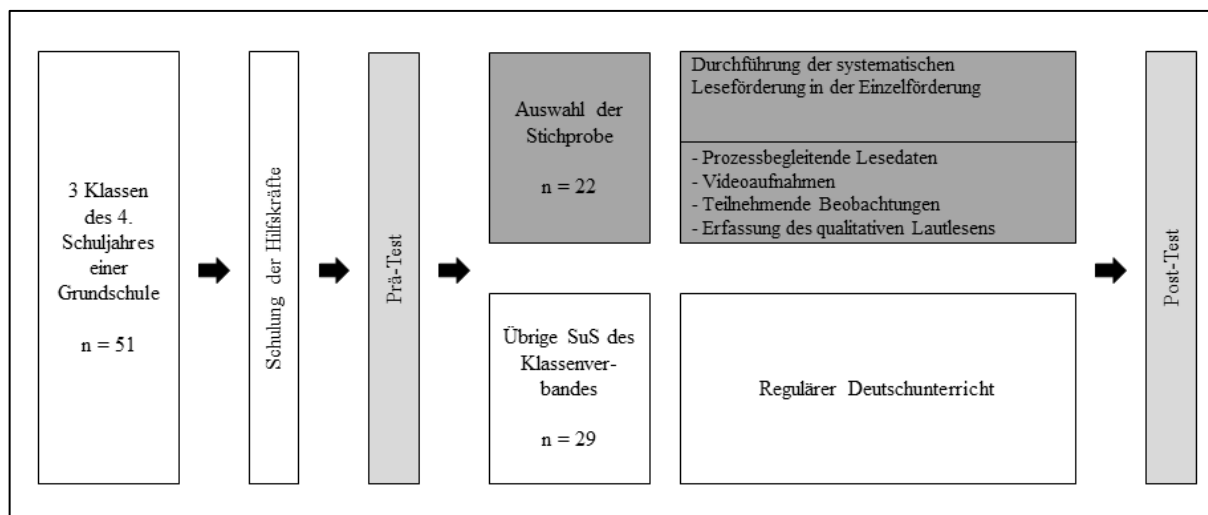 3 Klassen
des 4.
Schuljahres
einer
Grundschule
n = 51
Schulung der Hilfskräfte
Prä-Test
Auswahl der
Stichprobe
n = 22
Durchführung der systematischen
Leseförderung in der Einzelförderung
- Prozessbegleitende Lesedaten
- Videoaufnahmen
- Teilnehmende Beobachtungen
- Erfassung des qualitativen Lautlesens
Übrige SuS des
Klassenver-
bandes
n = 29
Regulärer Deutschunterricht
Post-Test